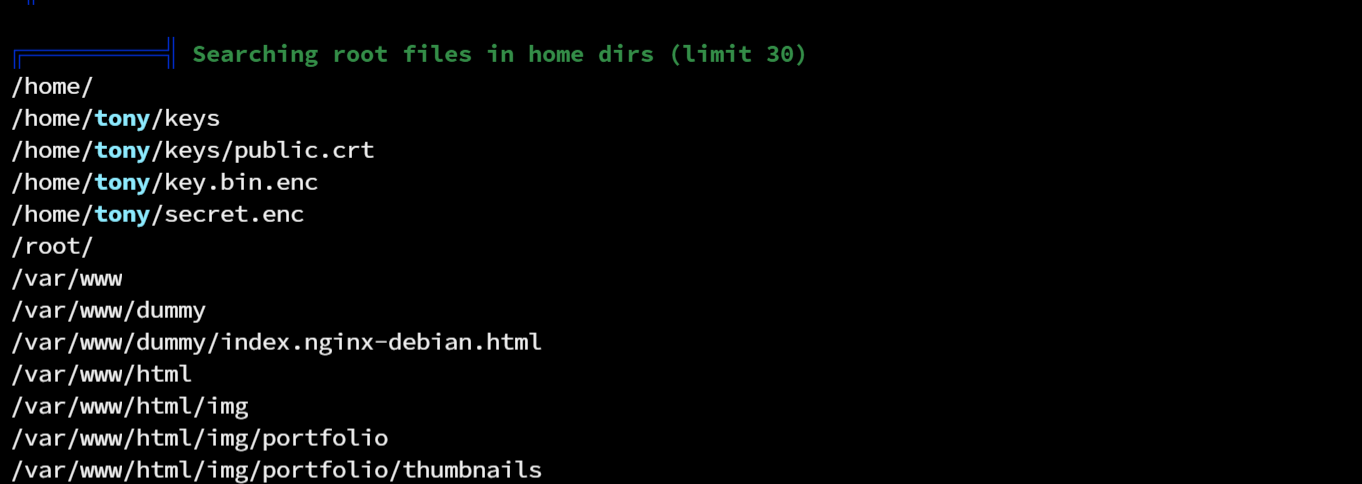 Searching root files in home dirs (limit 30)
/home/
/home/tony/keys
/home/tony/keys/public.crt
/home/tony/key.bin.enc
/home/tony/secret.enc
/root/
/var/www
/var/www/dummy
/var/www/dummy/index.nginx-debian.html
/var/www/html
/var/www/html/img
/var/www/html/img/portfolio
/var/www/html/img/portfolio/thumbnails